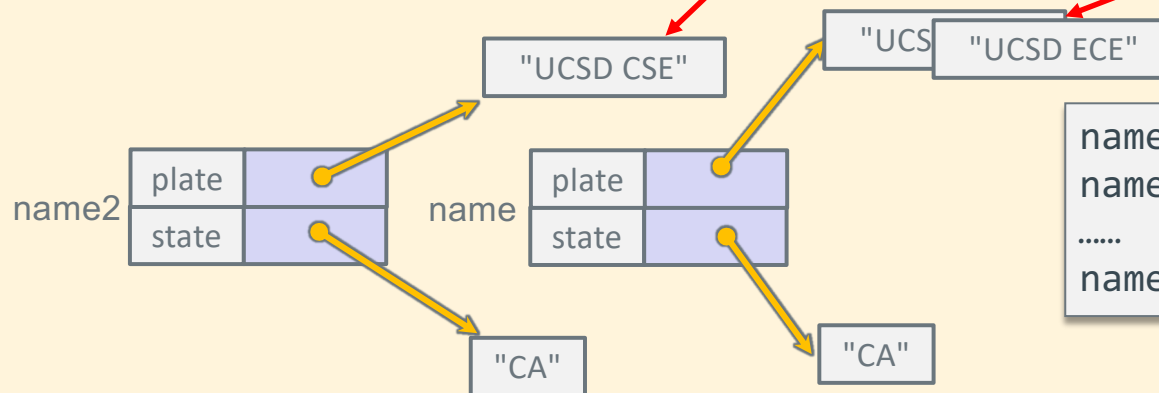 "UCSD CSE"
"UCS
"UCSD ECE"
name2
plate
state
name
plate
state
name
name
……
name
"CA"
"CA"